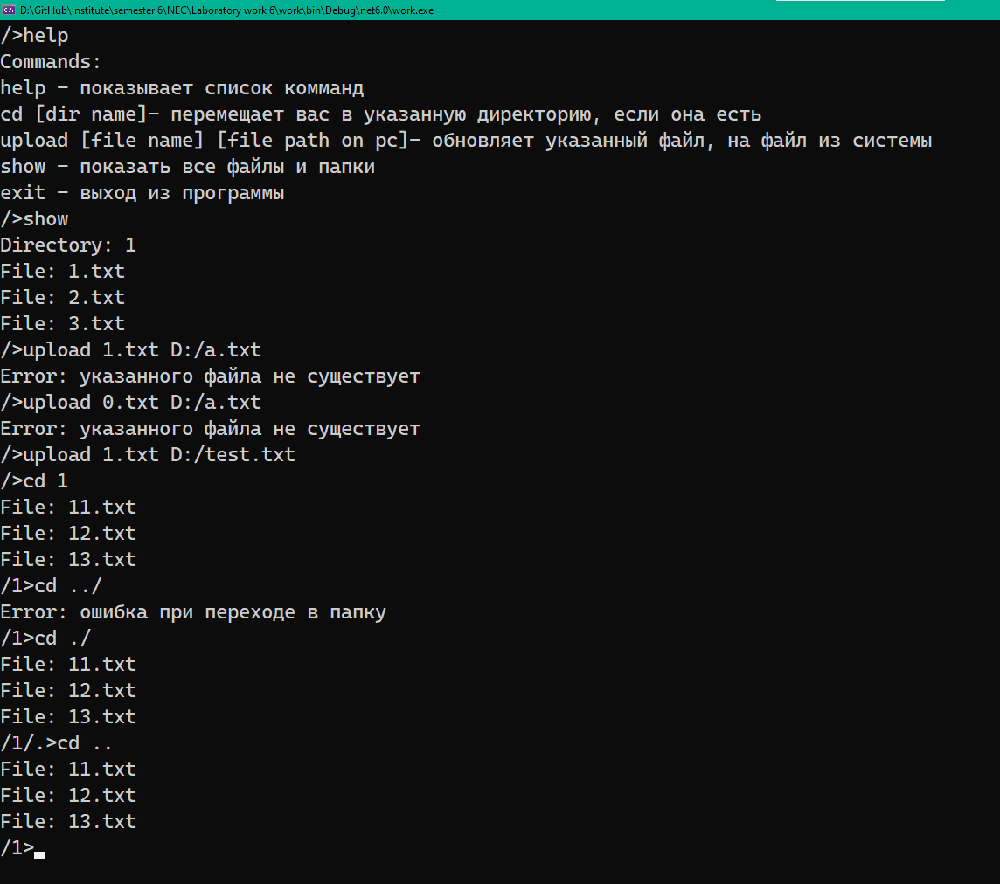 D:\GitHub\Institute\semester 6\NEC\Laboratory work 6\work\bin\Debug\net6.0\work.exe
/>help
Commands:
help - показывает список комманд
cd [dir name]- перемещает вас в указанную директорию, если она есть
upload [file name] [file path on pc]- обновляет указанный файл, на файл из системы
show - показать все файлы и папки
exit - выход из программы
/>show
Directory: 1
File: 1.txt
File: 2.txt
File: 3.txt
/>upload 1.txt D:/a.txt
Error: указанного файла не существует
/>upload 0.txt D:/a.txt
Error: указанного файла не существует
/>upload 1.txt D:/test.txt
/>cd 1
File: 11.txt
File: 12.txt
File: 13.txt
/1>cd ../
Error: ошибка при переходе в папку
/1>cd ./
File: 11.txt
File: 12.txt
File: 13.txt
/1/.>cd ..
File: 11.txt
File: 12.txt
File: 13.txt
/1>